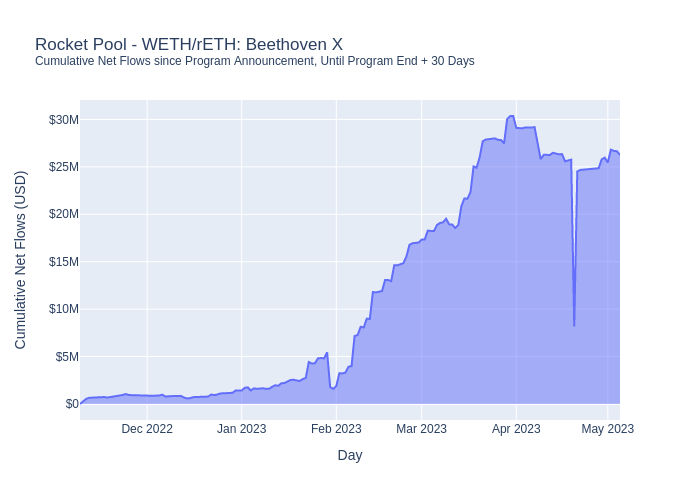 Rocket Pool - WETH/rETH: Beethoven X
Cumulative Net Flows since Program Announcement, Until Program End + 30 Days
$30M
$25M
$20M
$15M
$10M
$5M
$0
Cumulative Net Flows (USD)
Dec 2022
Jan 2023
Feb 2023
Mar 2023
Apr 2023
May 2023
Day